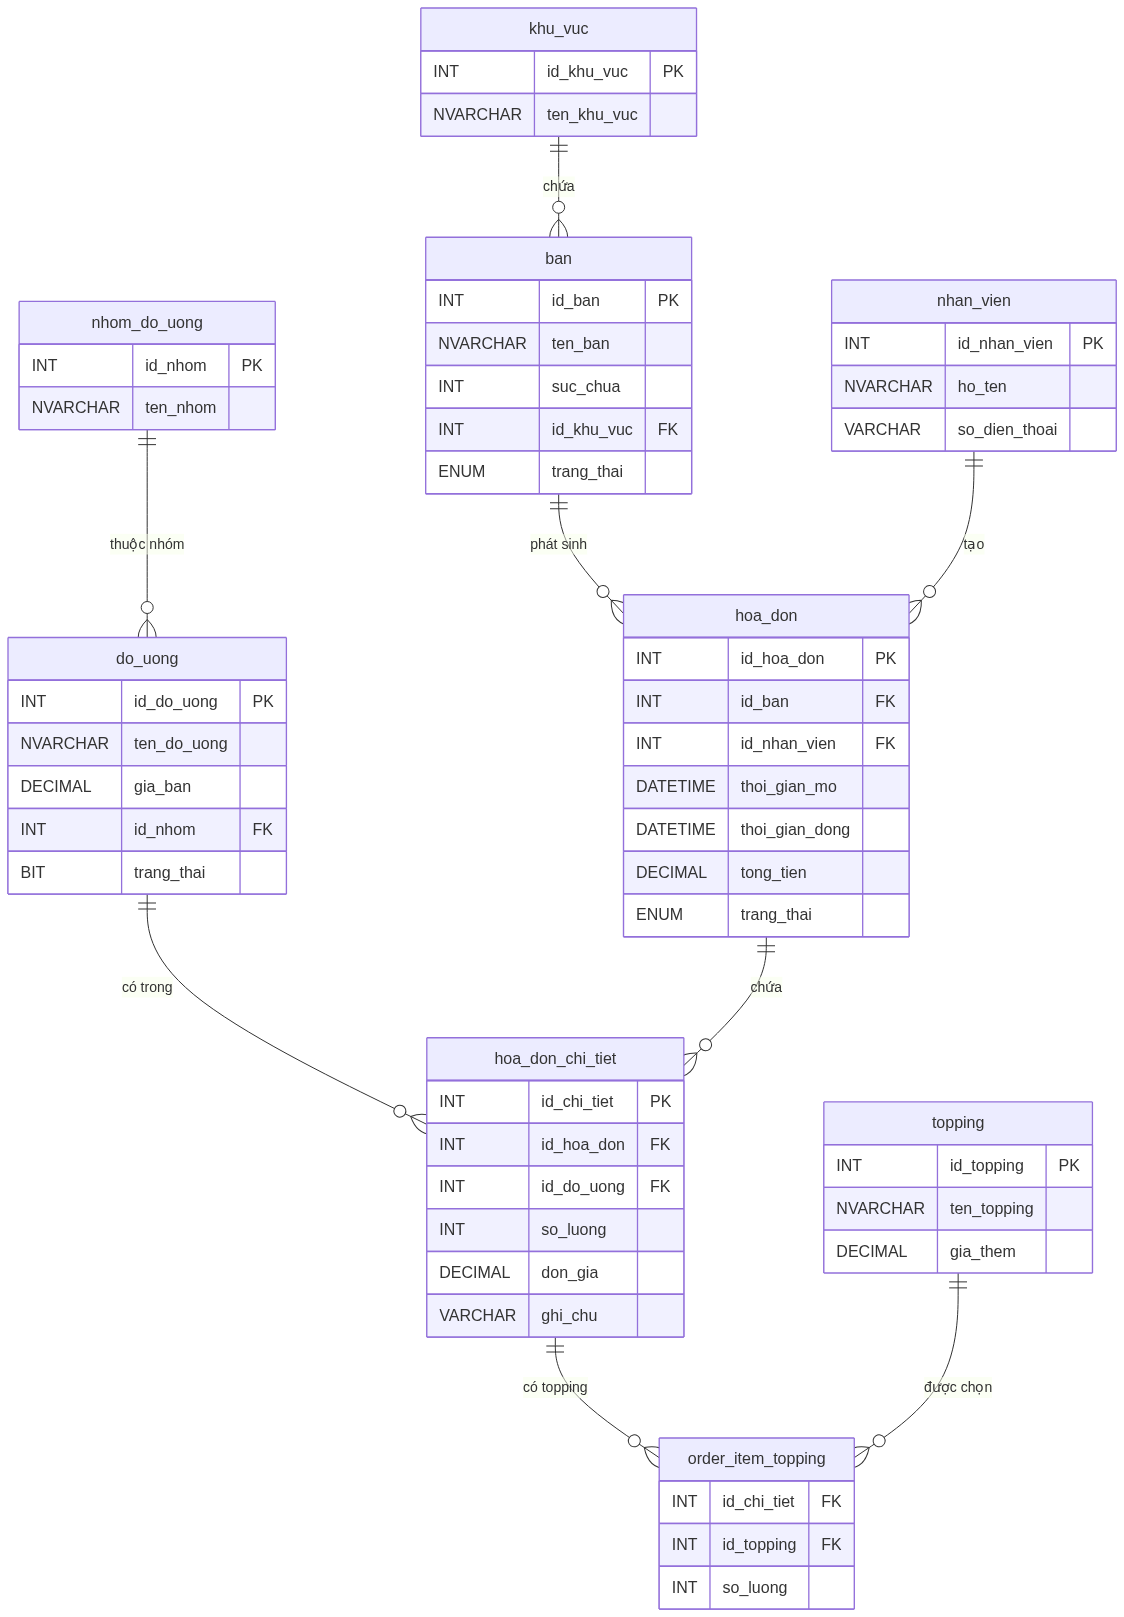 khu_vuc
INT id_khu_vuc PK
NVARCHAR ten_khu_vuc
chứa
ban
INT id_ban PK
NVARCHAR ten_ban
INT suc_chua
INT id_khu_vuc FK
ENUM trang_thai
nhan_vien
INT id_nhan_vien PK
NVARCHAR ho_ten
VARCHAR so_dien_thoai
nhom_do_uong
INT id_nhom PK
NVARCHAR ten_nhom
thuộc nhóm
phát sinh
tạo
do_uong
INT id_do_uong PK
NVARCHAR ten_do_uong
DECIMAL gia_ban
INT id_nhom FK
BIT trang_thai
hoa_don
INT id_hoa_don PK
INT id_ban FK
INT id_nhan_vien FK
DATETIME thoi_gian_mo
DATETIME thoi_gian_dong
DECIMAL tong_tien
ENUM trang_thai
có trong
chứa
hoa_don_chi_tiet
INT id_chi_tiet PK
INT id_hoa_don FK
INT id_do_uong FK
INT so_luong
DECIMAL don_gia
VARCHAR ghi_chu
topping
INT id_topping PK
NVARCHAR ten_topping
DECIMAL gia_them
có topping
được chọn
order_item_topping
INT id_chi_tiet FK
INT id_topping FK
INT so_luong